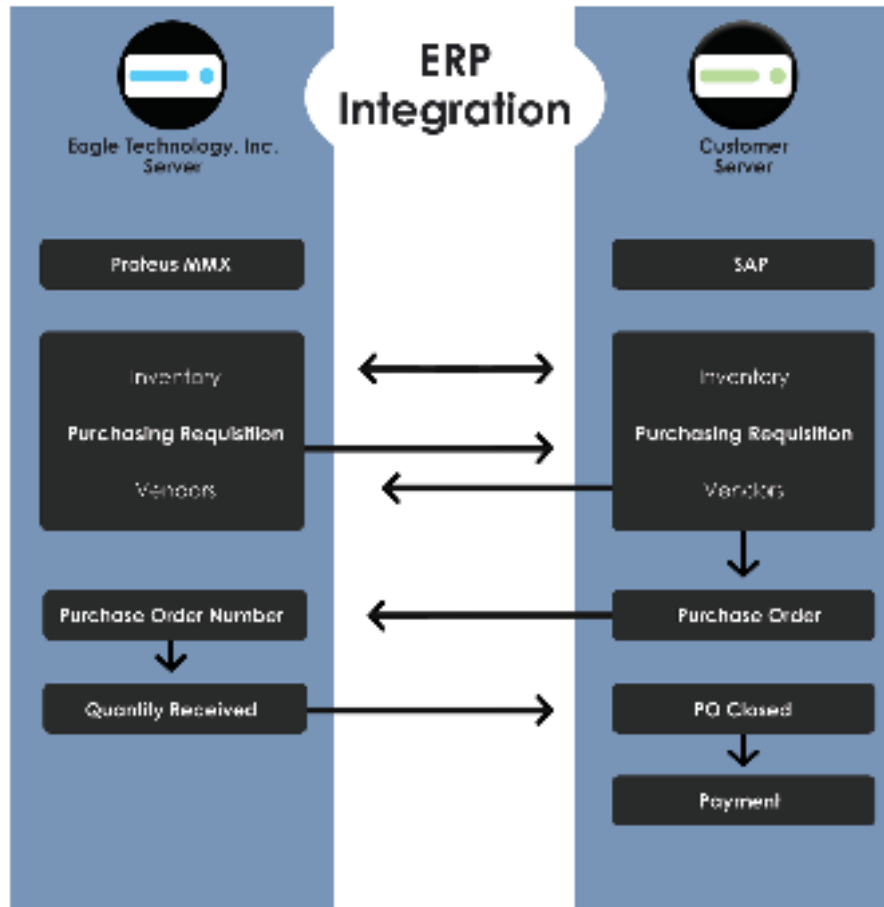 ERP
Integration
Eagle Technology, Inc.
Server
Customer
Server
Proteus MMX
SAP
Inventory
Purchasing Requisition
Vendors
Inventory
Purchasing Requisition
Vendors
Purchase Order Number
Purchase Order
Quantity Received
PO Closed
Payment